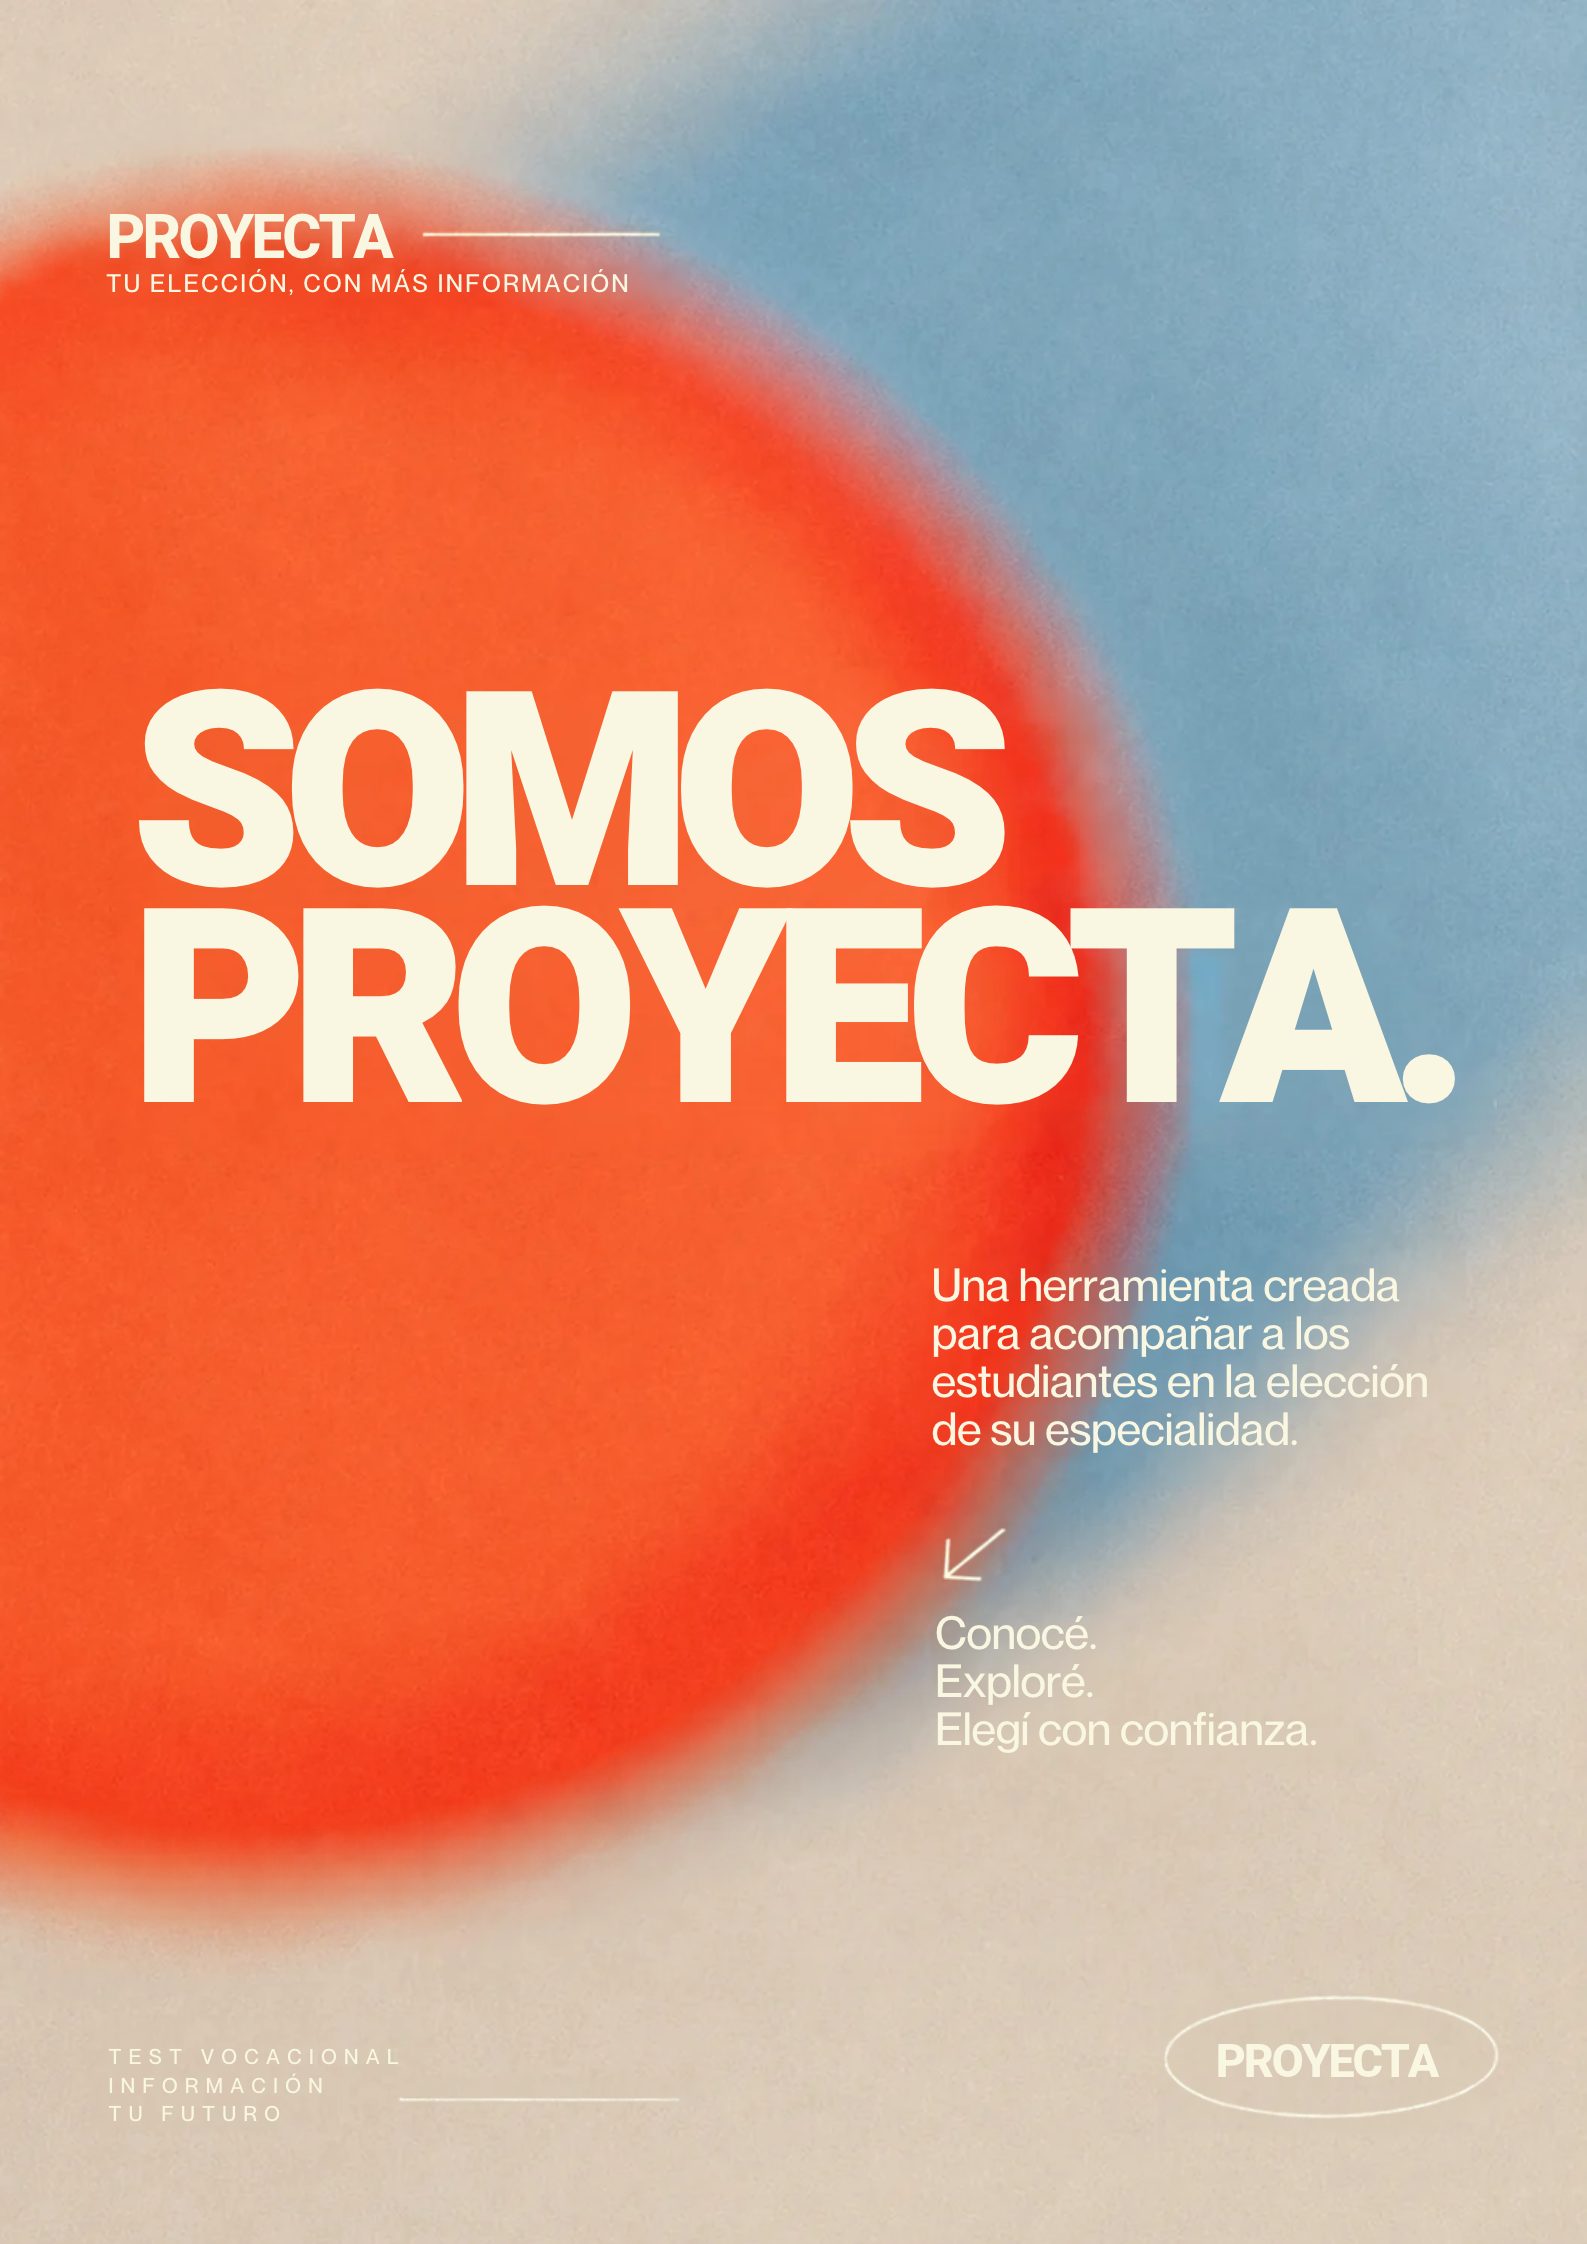 PROYECTA
TU ELECCIÓN, CON MÁS INFORMACIÓN
SOMOS
PROYECTA.
Una herramienta creada
para acompañar a los
estudiantes en la elección
de su especialidad.
Conocé.
Exploré.
Elegí con confianza.
TEST VOCACIONAL
INFORMACIÓN
TU FUTURO
PROYECTA